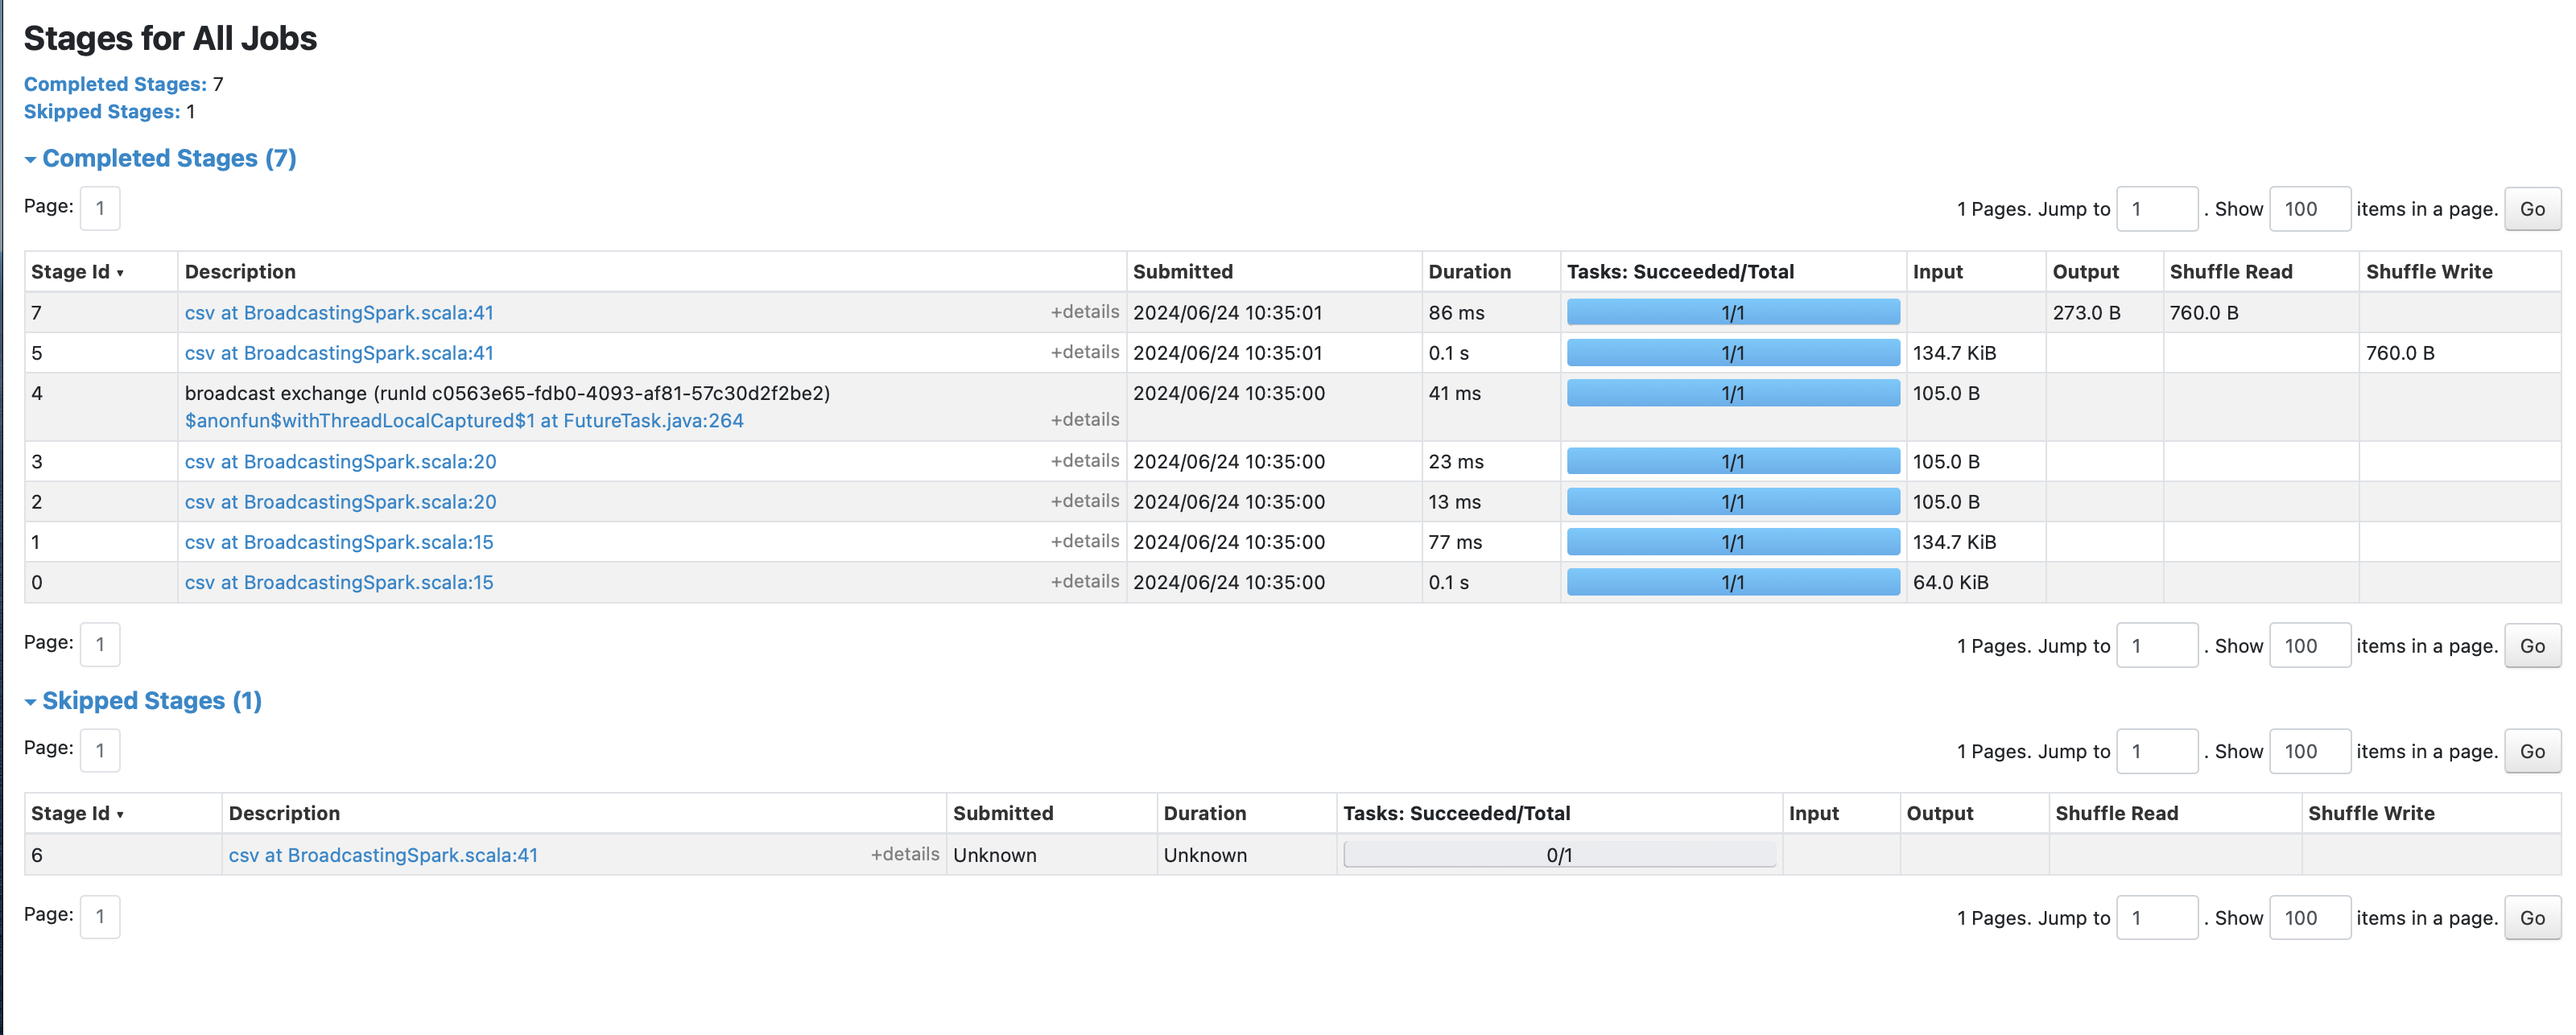 Stages for All Jobs
Completed Stages: 7
Skipped Stages: 1
Completed Stages (7)
Page: 1 1 Pages. Jump to 1 . Show 100 items in a page. Go
Stage Id ▾ Description Submitted Duration Tasks: Succeeded/Total Input Output Shuffle Read Shuffle Write
7 csv at BroadcastingSpark.scala:41 +details 2024/06/24 10:35:01 86 ms 1/1 273.0 B 760.0 B
5 csv at BroadcastingSpark.scala:41 +details 2024/06/24 10:35:01 0.1 s 1/1 134.7 KiB 760.0 B
4 broadcast exchange (runId c0563e65-fdb0-4093-af81-57c30d2f2be2) 2024/06/24 10:35:00 41 ms 1/1 105.0 B
$anonfun$withThreadLocalCaptured$1 at FutureTask.java:264 +details
3 csv at BroadcastingSpark.scala:20 +details 2024/06/24 10:35:00 23 ms 1/1 105.0 B
2 csv at BroadcastingSpark.scala:20 +details 2024/06/24 10:35:00 13 ms 1/1 105.0 B
1 csv at BroadcastingSpark.scala:15 +details 2024/06/24 10:35:00 77 ms 1/1 134.7 KiB
0 csv at BroadcastingSpark.scala:15 +details 2024/06/24 10:35:00 0.1 s 1/1 64.0 KiB
Page: 1 1 Pages. Jump to 1 . Show 100 items in a page. Go
Skipped Stages (1)
Page: 1 1 Pages. Jump to 1 . Show 100 items in a page. Go
Stage Id ▾ Description Submitted Duration Tasks: Succeeded/Total Input Output Shuffle Read Shuffle Write
6 csv at BroadcastingSpark.scala:41 +details Unknown Unknown 0/1
Page: 1 1 Pages. Jump to 1 . Show 100 items in a page. Go